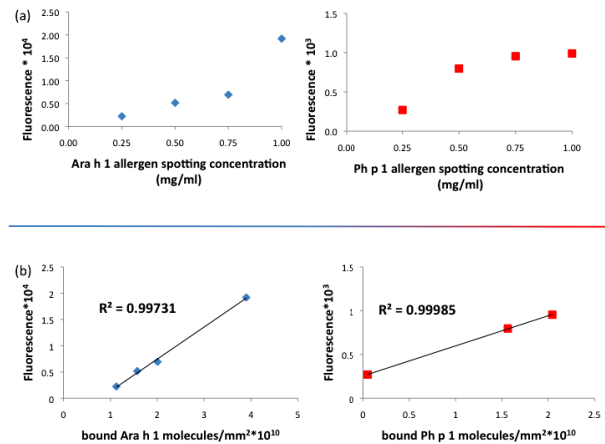 (a)
Fluorescence * 10⁴
2.50
2.00
1.50
1.00
0.50
0.00
0.00 0.25 0.50 0.75 1.00
Ara h 1 allergen spotting concentration
(mg/ml)
Fluorescence * 10³
1.5
1.0
0.5
0.0
0.00 0.25 0.50 0.75 1.00
Ph p 1 allergen spotting concentration
(mg/ml)
(b)
Fluorescence*10⁴
2.5
2
1.5
1
0.5
0
R² = 0.99731
0 1 2 3 4 5
bound Ara h 1 molecules/mm²*10¹⁰
Fluorescence*10³
1.5
1
0.5
0
R² = 0.99985
0 0.5 1 1.5 2 2.5
bound Ph p 1 molecules/mm²*10¹⁰